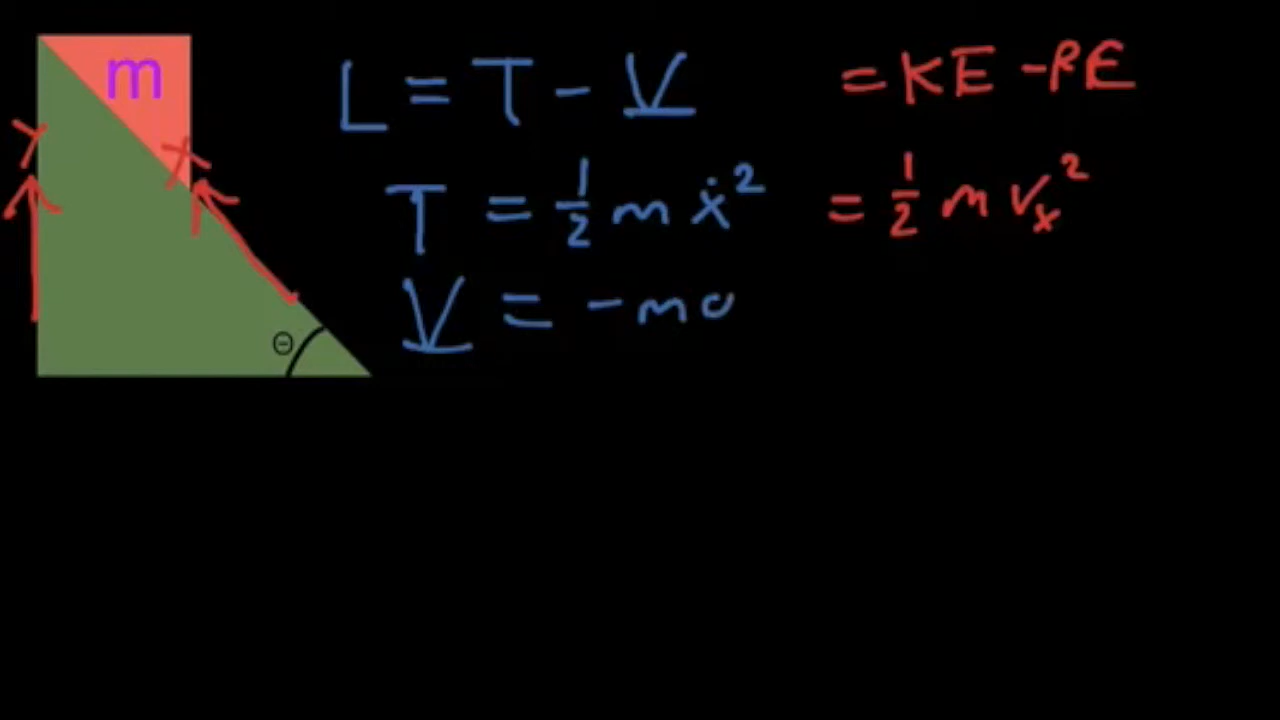 m
Y
X
Θ
L = T - V = KE - PE
T = ½ m ẋ² = ½ m vₓ²
V = - m